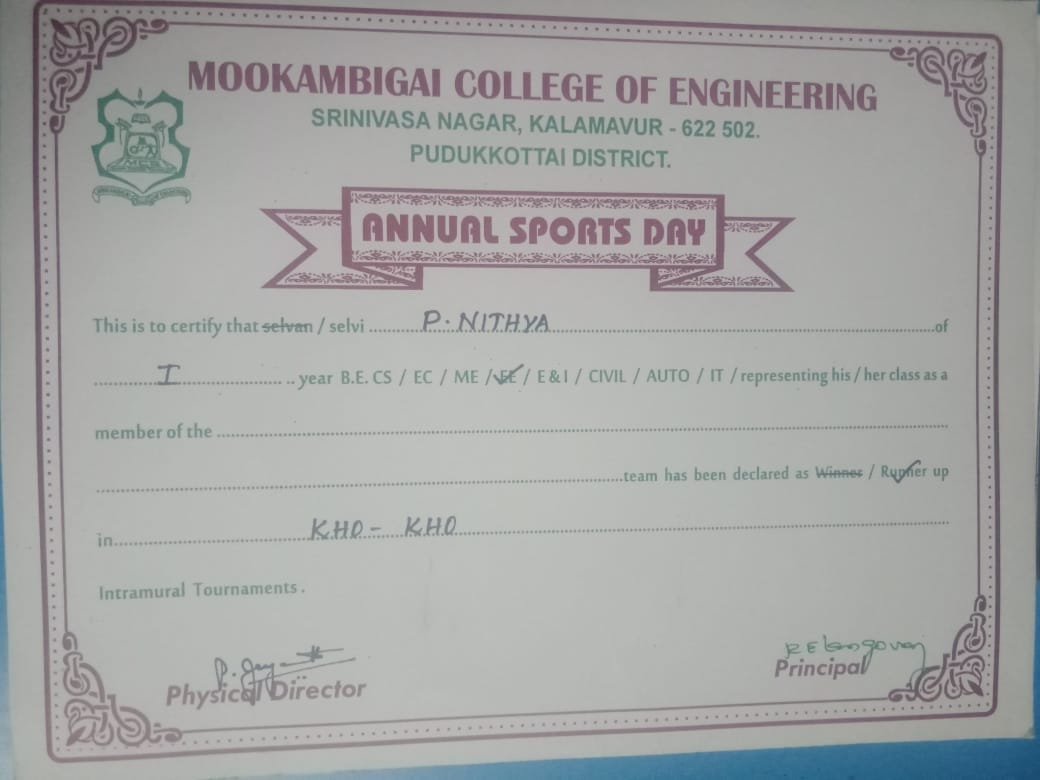 MOOKAMBIGAI COLLEGE OF ENGINEERING
SRINIVASA NAGAR, KALAMAVUR - 622 502.
PUDUKKOTTAI DISTRICT.
MCE
ANNUAL SPORTS DAY
This is to certify that selvan / selvi P. NITHYA of
I year B.E. CS / EC / ME / EE / E & I / CIVIL / AUTO / IT / representing his / her class as a
member of the
team has been declared as Winner / Runner up
in KHO - KHO
Intramural Tournaments.
R Elangovan
Physical Director
Principal